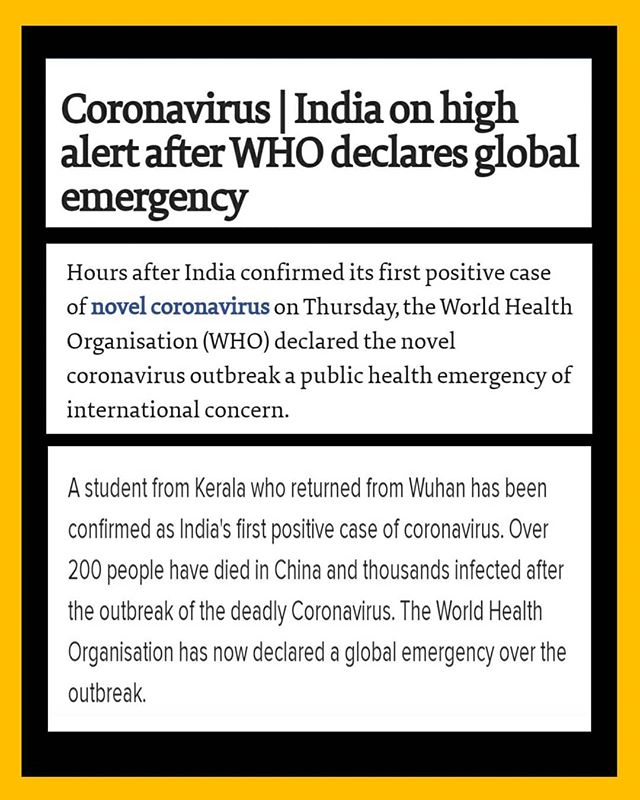 Coronavirus | India on high
alert after WHO declares global
emergency
Hours after India confirmed its first positive case
of novel coronavirus on Thursday, the World Health
Organisation (WHO) declared the novel
coronavirus outbreak a public health emergency of
international concern.
A student from Kerala who returned from Wuhan has been
confirmed as India's first positive case of coronavirus. Over
200 people have died in China and thousands infected after
the outbreak of the deadly Coronavirus. The World Health
Organisation has now declared a global emergency over the
outbreak.